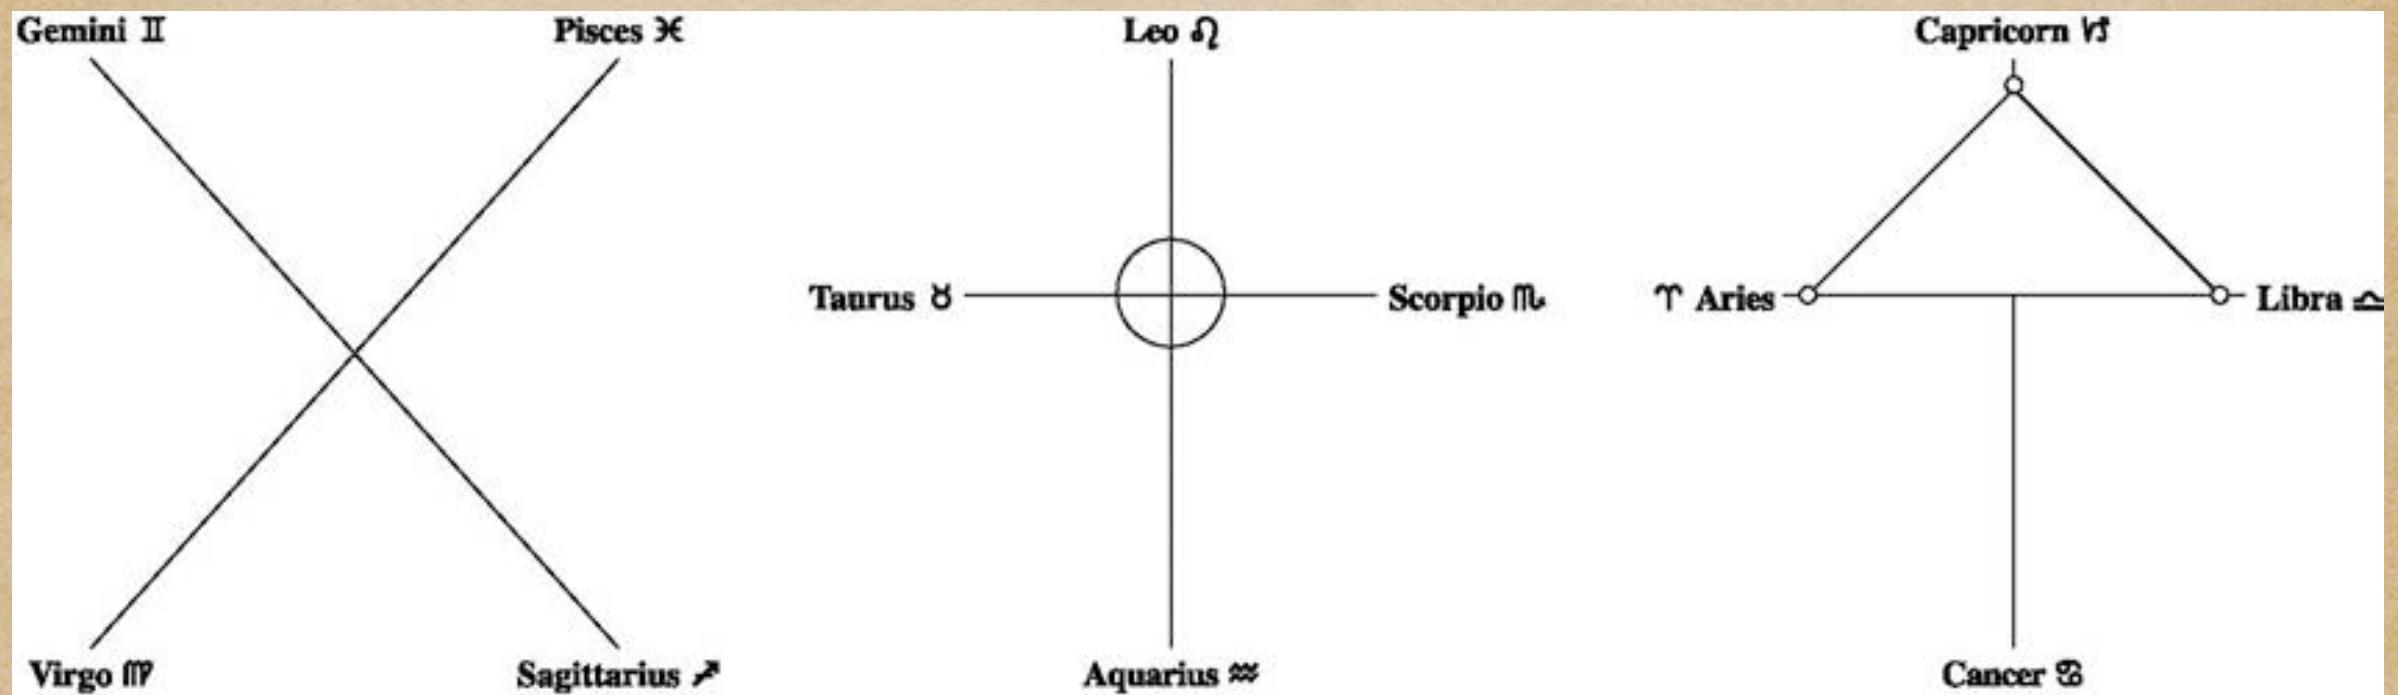 Gemini ♊ Pisces ♓
Virgo ♍ Sagittarius ♐
Leo ♌
Taurus ♉ Scorpio ♏
Aquarius ♒
Capricorn ♑
♈ Aries Libra ♎
Cancer ♋